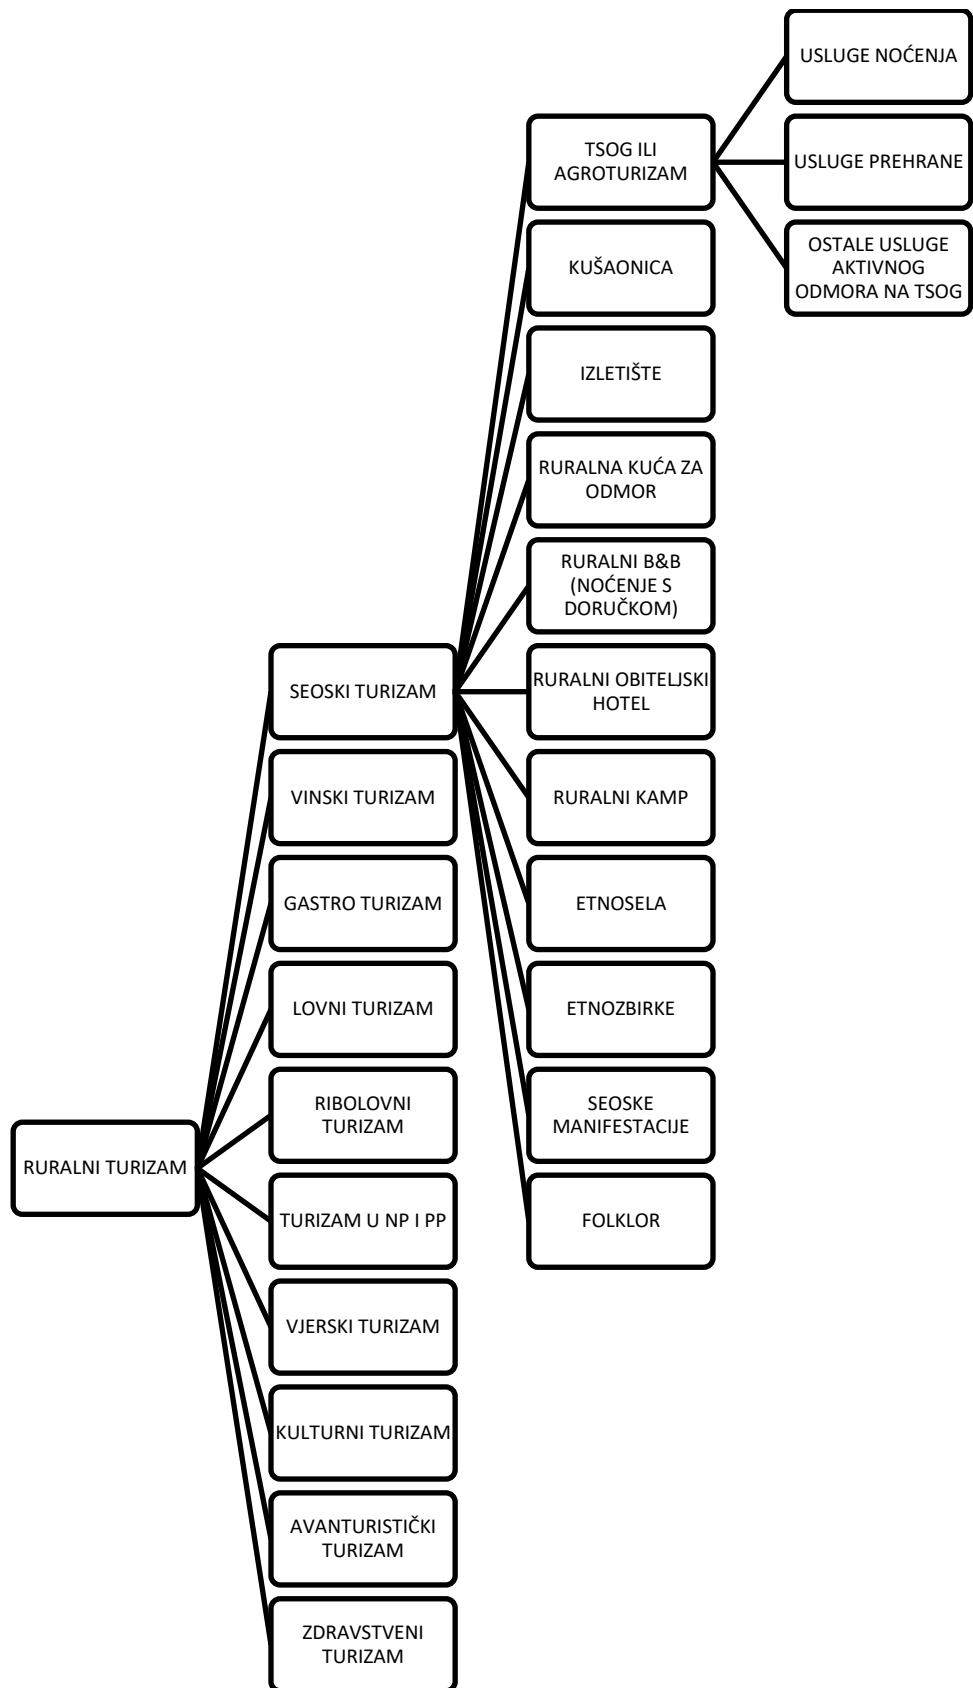 RURALNI TURIZAM
SEOSKI TURIZAM
VINSKI TURIZAM
GASTRO TURIZAM
LOVNI TURIZAM
RIBOLOVNI
TURIZAM
TURIZAM U NP I PP
VJERSKI TURIZAM
KULTURNI TURIZAM
AVANTURISTIČKI
TURIZAM
ZDRAVSTVENI
TURIZAM
TSOG ILI
AGROTURIZAM
KUŠAONICA
IZLETIŠTE
RURALNA KUĆA ZA
ODMOR
RURALNI B&B
(NOĆENJE S
DORUČKOM)
RURALNI OBITELJSKI
HOTEL
RURALNI KAMP
ETNOSELA
ETNOZBIRKE
SEOSKE
MANIFESTACIJE
FOLKLOR
USLUGE NOĆENJA
USLUGE PREHRANE
OSTALE USLUGE
AKTIVNOG
ODMORA NA TSOG